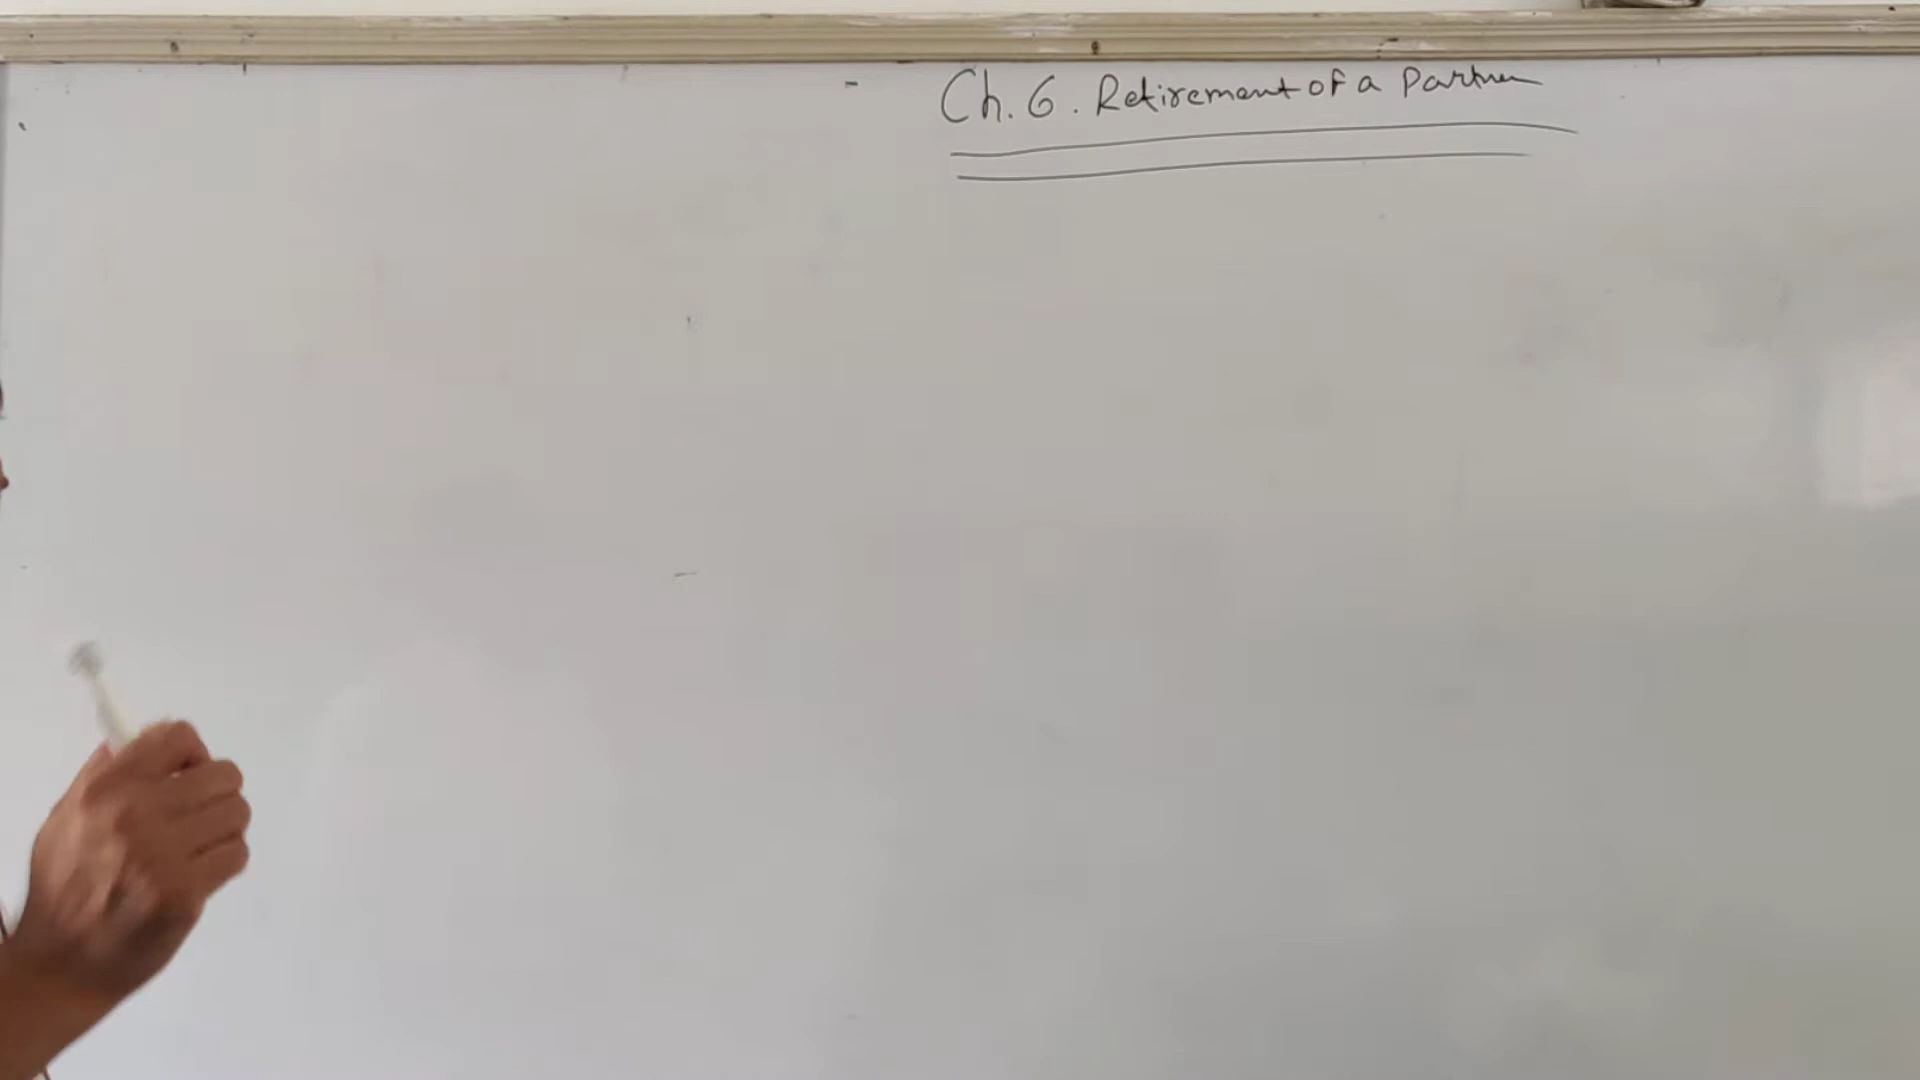 Ch. 6. Retirement of a Partner